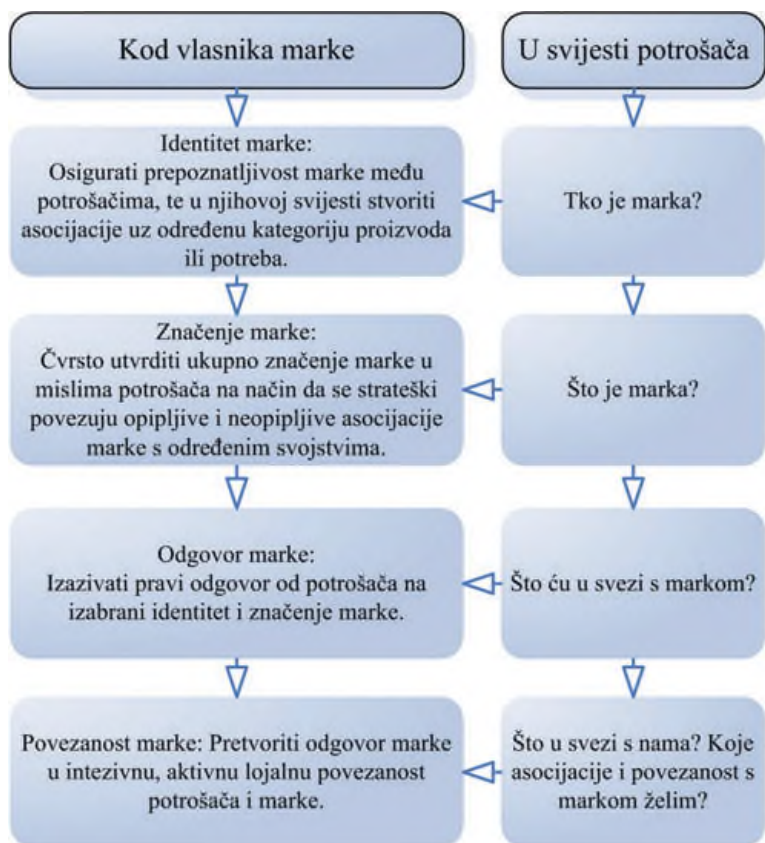 Kod vlasnika marke
U svijesti potrošača
Identitet marke:
Osigurati prepoznatljivost marke među
potrošačima, te u njihovoj svijesti stvoriti
asocijacije uz određenu kategoriju proizvoda
ili potreba.
Tko je marka?
Značenje marke:
Čvrsto utvrditi ukupno značenje marke u
mislima potrošača na način da se strateški
povezuju opipljive i neopipljive asocijacije
marke s određenim svojstvima.
Što je marka?
Odgovor marke:
Izazivati pravi odgovor od potrošača na
izabrani identitet i značenje marke.
Što ću u svezi s markom?
Povezanost marke: Pretvoriti odgovor marke
u intezivnu, aktivnu lojalnu povezanost
potrošača i marke.
Što u svezi s nama? Koje
asocijacije i povezanost s
markom želim?